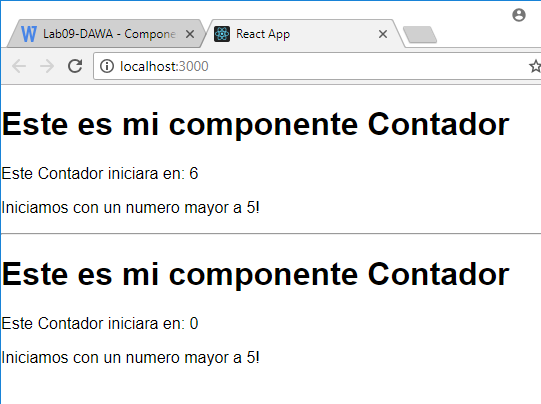 Lab09-DAWA - Compone
React App
localhost:3000
Este es mi componente Contador
Este Contador iniciara en: 6
Iniciamos con un numero mayor a 5!
Este es mi componente Contador
Este Contador iniciara en: 0
Iniciamos con un numero mayor a 5!